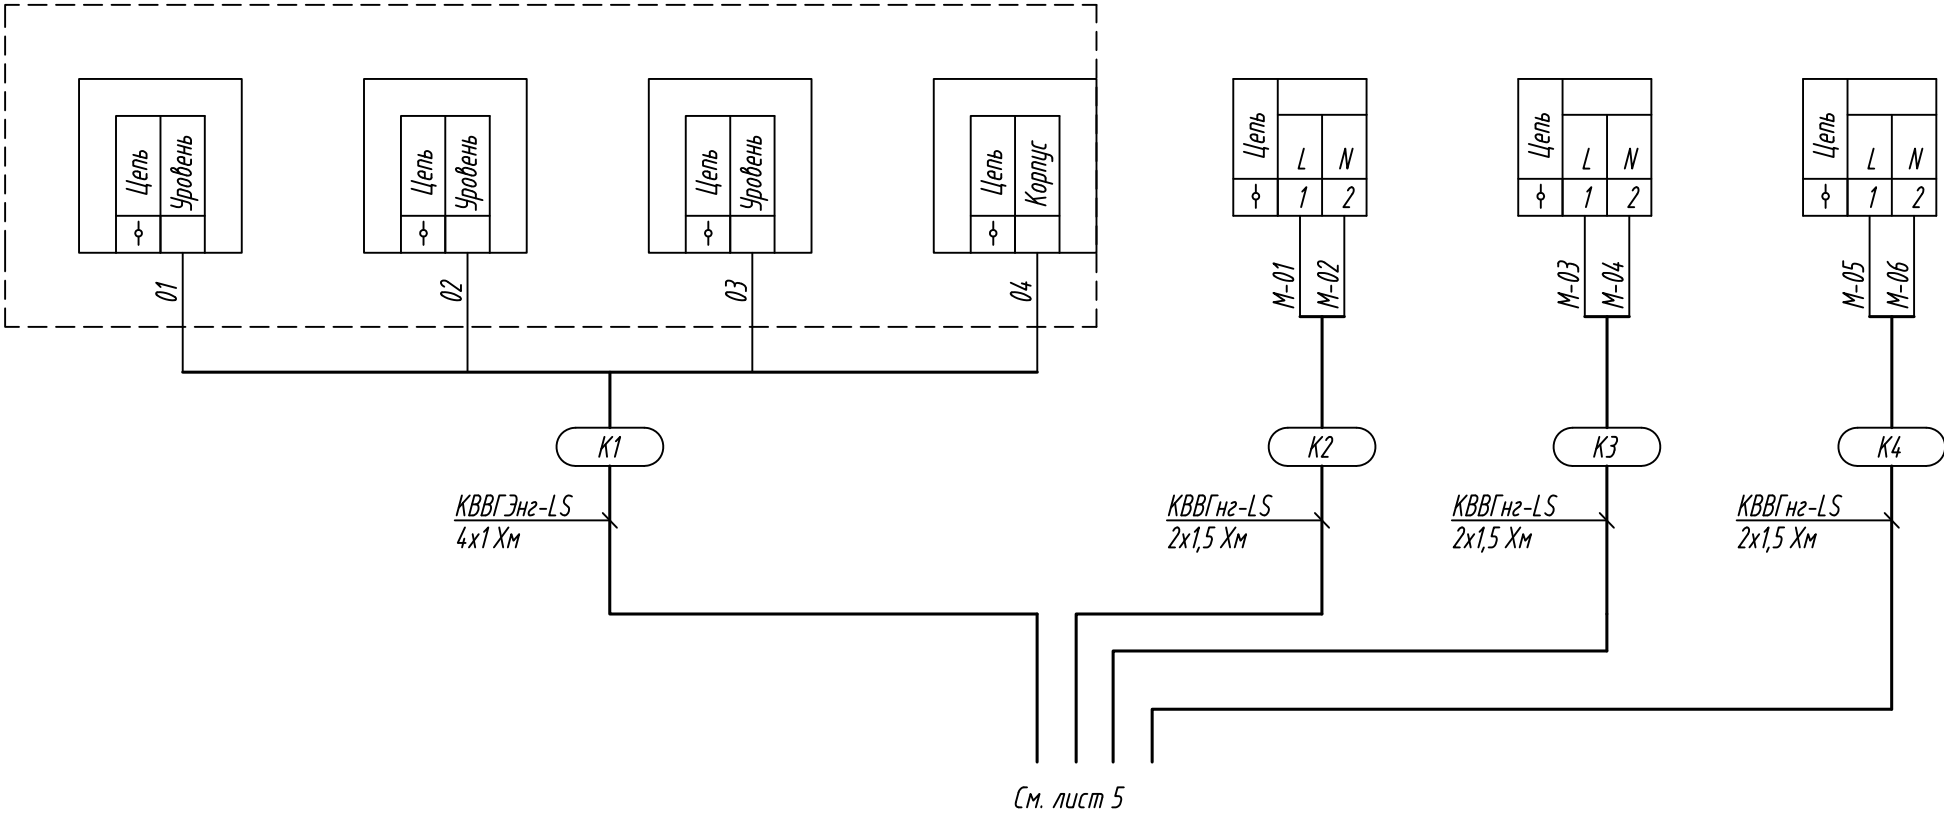 Цепь
Уровень
Цепь
Уровень
Цепь
Уровень
Цепь
Корпус
Цепь
L N
1 2
Цепь
L N
1 2
Цепь
L N
1 2
01
02
03
04
М-01
М-02
М-03
М-04
М-05
М-06
К1
К2
К3
К4
КВВГЭнг-LS
4х1 Хм
КВВГнг-LS
2х1,5 Хм
КВВГнг-LS
2х1,5 Хм
КВВГнг-LS
2х1,5 Хм
См. лист 5